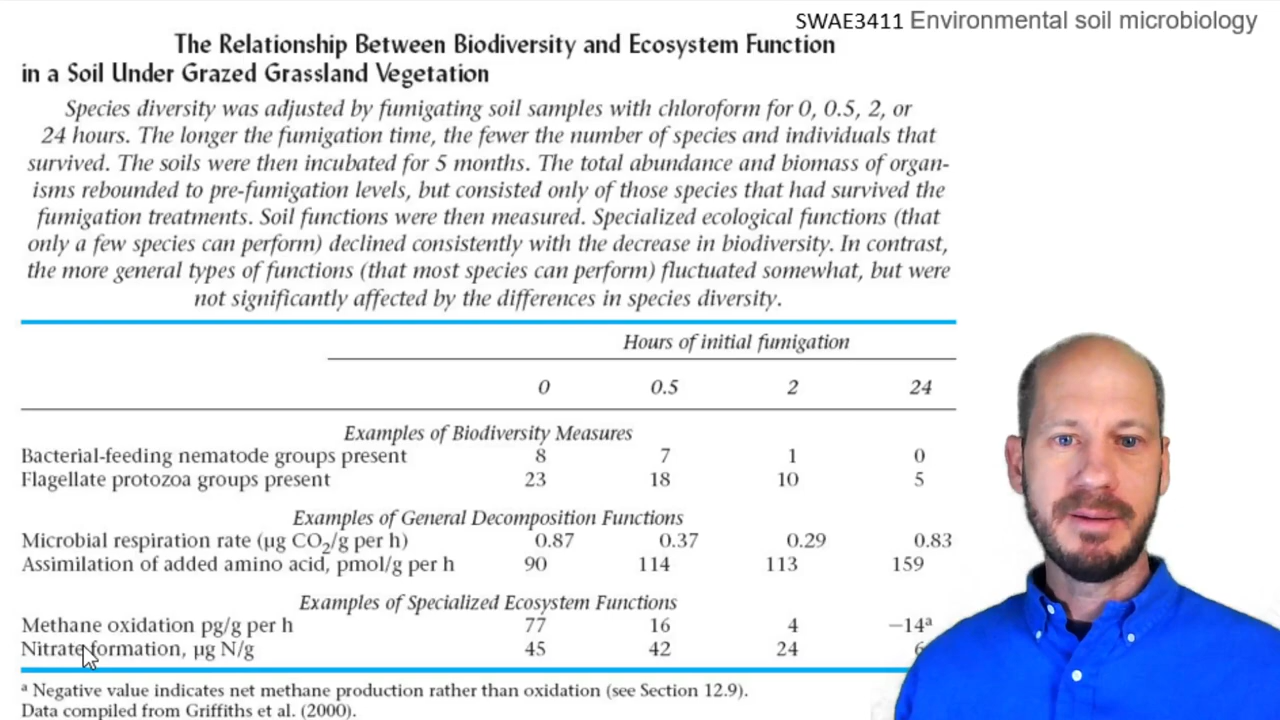 SWAE3411 Environmental soil microbiology
The Relationship Between Biodiversity and Ecosystem Function
in a Soil Under Grazed Grassland Vegetation
Species diversity was adjusted by fumigating soil samples with chloroform for 0, 0.5, 2, or
24 hours. The longer the fumigation time, the fewer the number of species and individuals that
survived. The soils were then incubated for 5 months. The total abundance and biomass of organ-
isms rebounded to pre-fumigation levels, but consisted only of those species that had survived the
fumigation treatments. Soil functions were then measured. Specialized ecological functions (that
only a few species can perform) declined consistently with the decrease in biodiversity. In contrast,
the more general types of functions (that most species can perform) fluctuated somewhat, but were
not significantly affected by the differences in species diversity.
Hours of initial fumigation
0 0.5 2 24
Examples of Biodiversity Measures
Bacterial-feeding nematode groups present 8 7 1 0
Flagellate protozoa groups present 23 18 10 5
Examples of General Decomposition Functions
Microbial respiration rate (µg CO₂/g per h) 0.87 0.37 0.29 0.83
Assimilation of added amino acid, pmol/g per h 90 114 113 159
Examples of Specialized Ecosystem Functions
Methane oxidation pg/g per h 77 16 4 −14ᵃ
Nitrate formation, µg N/g 45 42 24
ᵃ Negative value indicates net methane production rather than oxidation (see Section 12.9).
Data compiled from Griffiths et al. (2000).